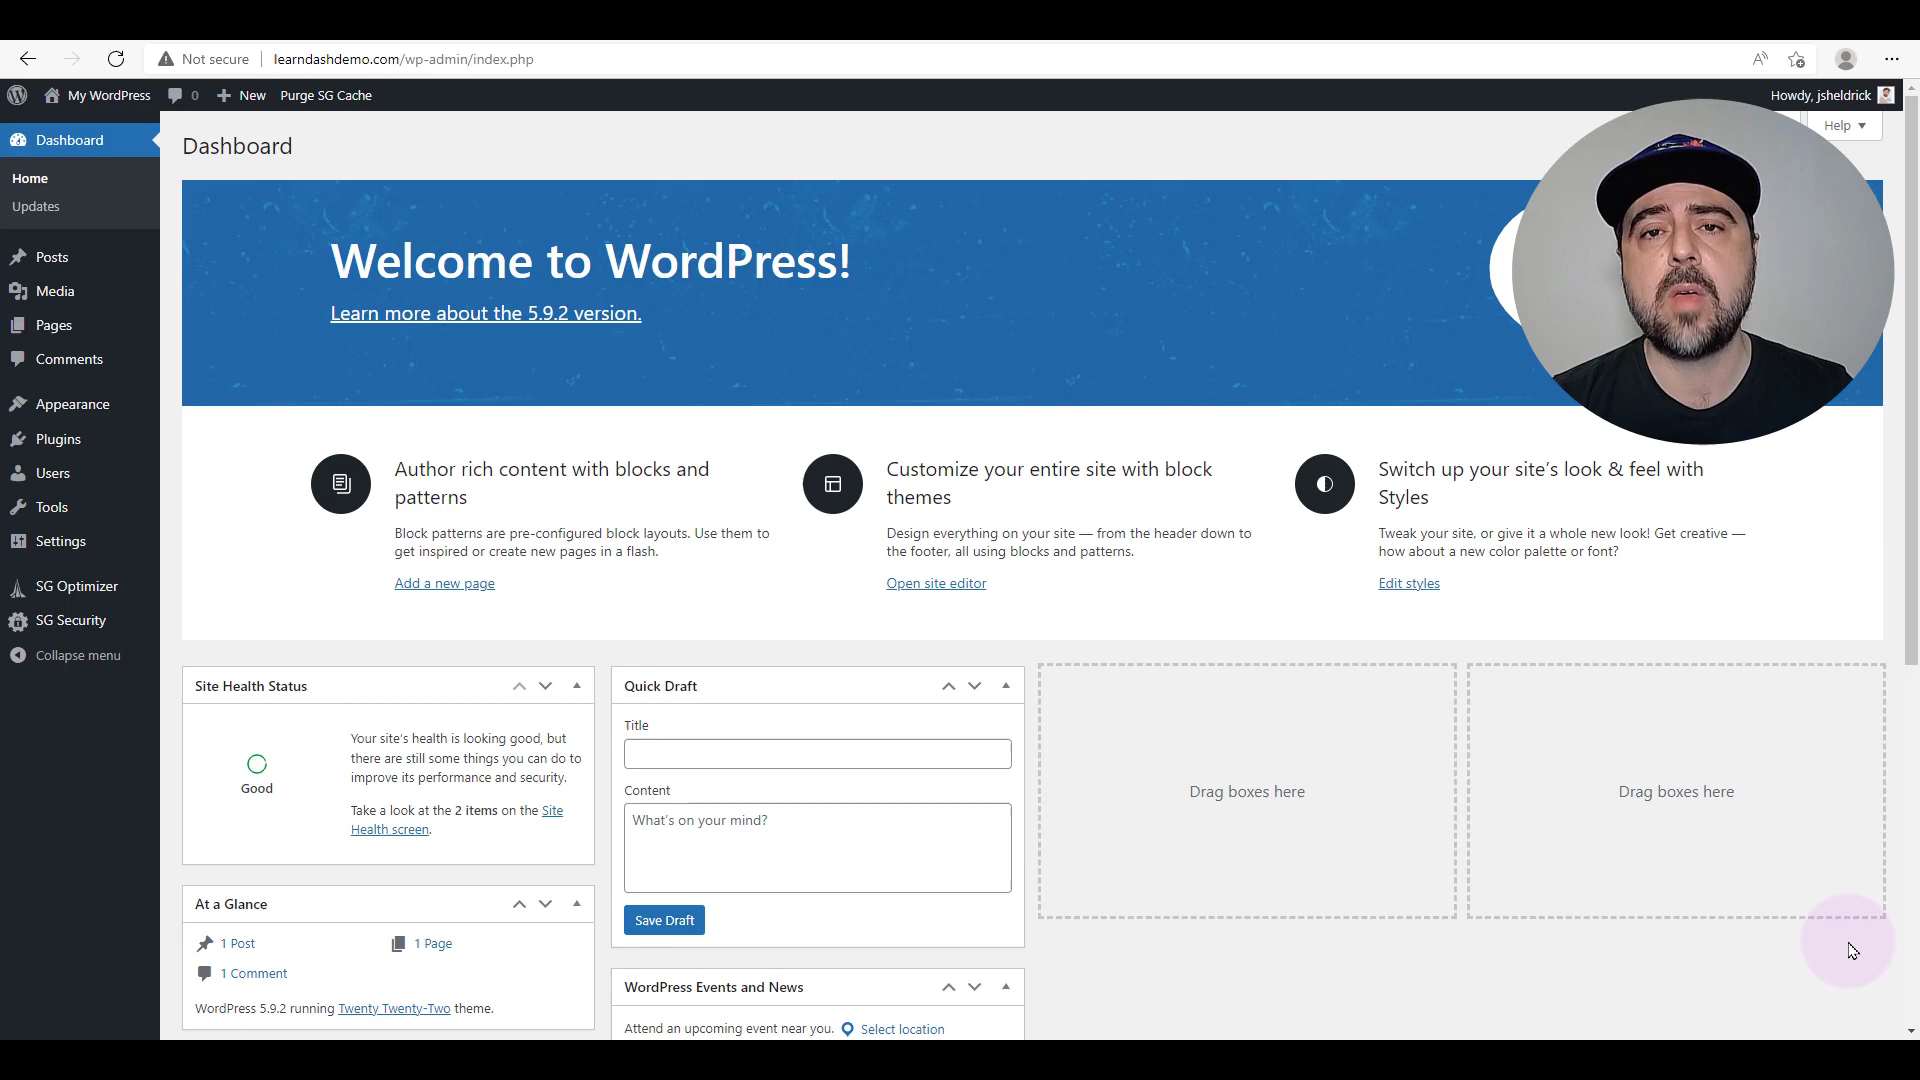 Not secure learndashdemo.com/wp-admin/index.php
My WordPress 0 New Purge SG Cache Howdy, jsheldrick
Help
Dashboard
Home
Updates
Posts
Media
Pages
Comments
Appearance
Plugins
Users
Tools
Settings
SG Optimizer
SG Security
Collapse menu
Dashboard
Welcome to WordPress!
Learn more about the 5.9.2 version.
Author rich content with blocks and
patterns
Block patterns are pre-configured block layouts. Use them to
get inspired or create new pages in a flash.
Add a new page
Customize your entire site with block
themes
Design everything on your site — from the header down to
the footer, all using blocks and patterns.
Open site editor
Switch up your site’s look & feel with
Styles
Tweak your site, or give it a whole new look! Get creative —
how about a new color palette or font?
Edit styles
Site Health Status
Good
Your site’s health is looking good, but
there are still some things you can do to
improve its performance and security.
Take a look at the 2 items on the Site
Health screen.
At a Glance
1 Post 1 Page
1 Comment
WordPress 5.9.2 running Twenty Twenty-Two theme.
Quick Draft
Title
Content
What’s on your mind?
Save Draft
WordPress Events and News
Attend an upcoming event near you. Select location
Drag boxes here
Drag boxes here